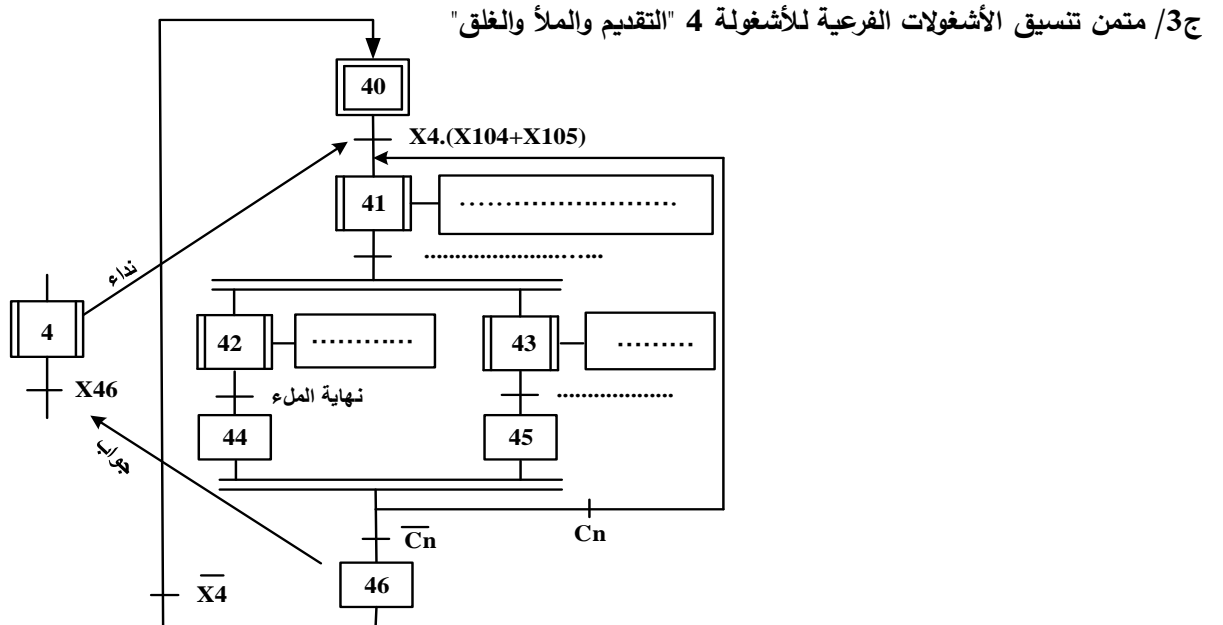 ج3/ متمن تنسيق الأشغولات الفرعية للأشغولة 4 "التقديم والملأ والغلق"
40
X4.(X104+X105)
41 ............................
............................
نداء
4
42 ............
43 .........
X46
نهاية الملء
...................
44
45
جواب
Cn
Cn
46
X4